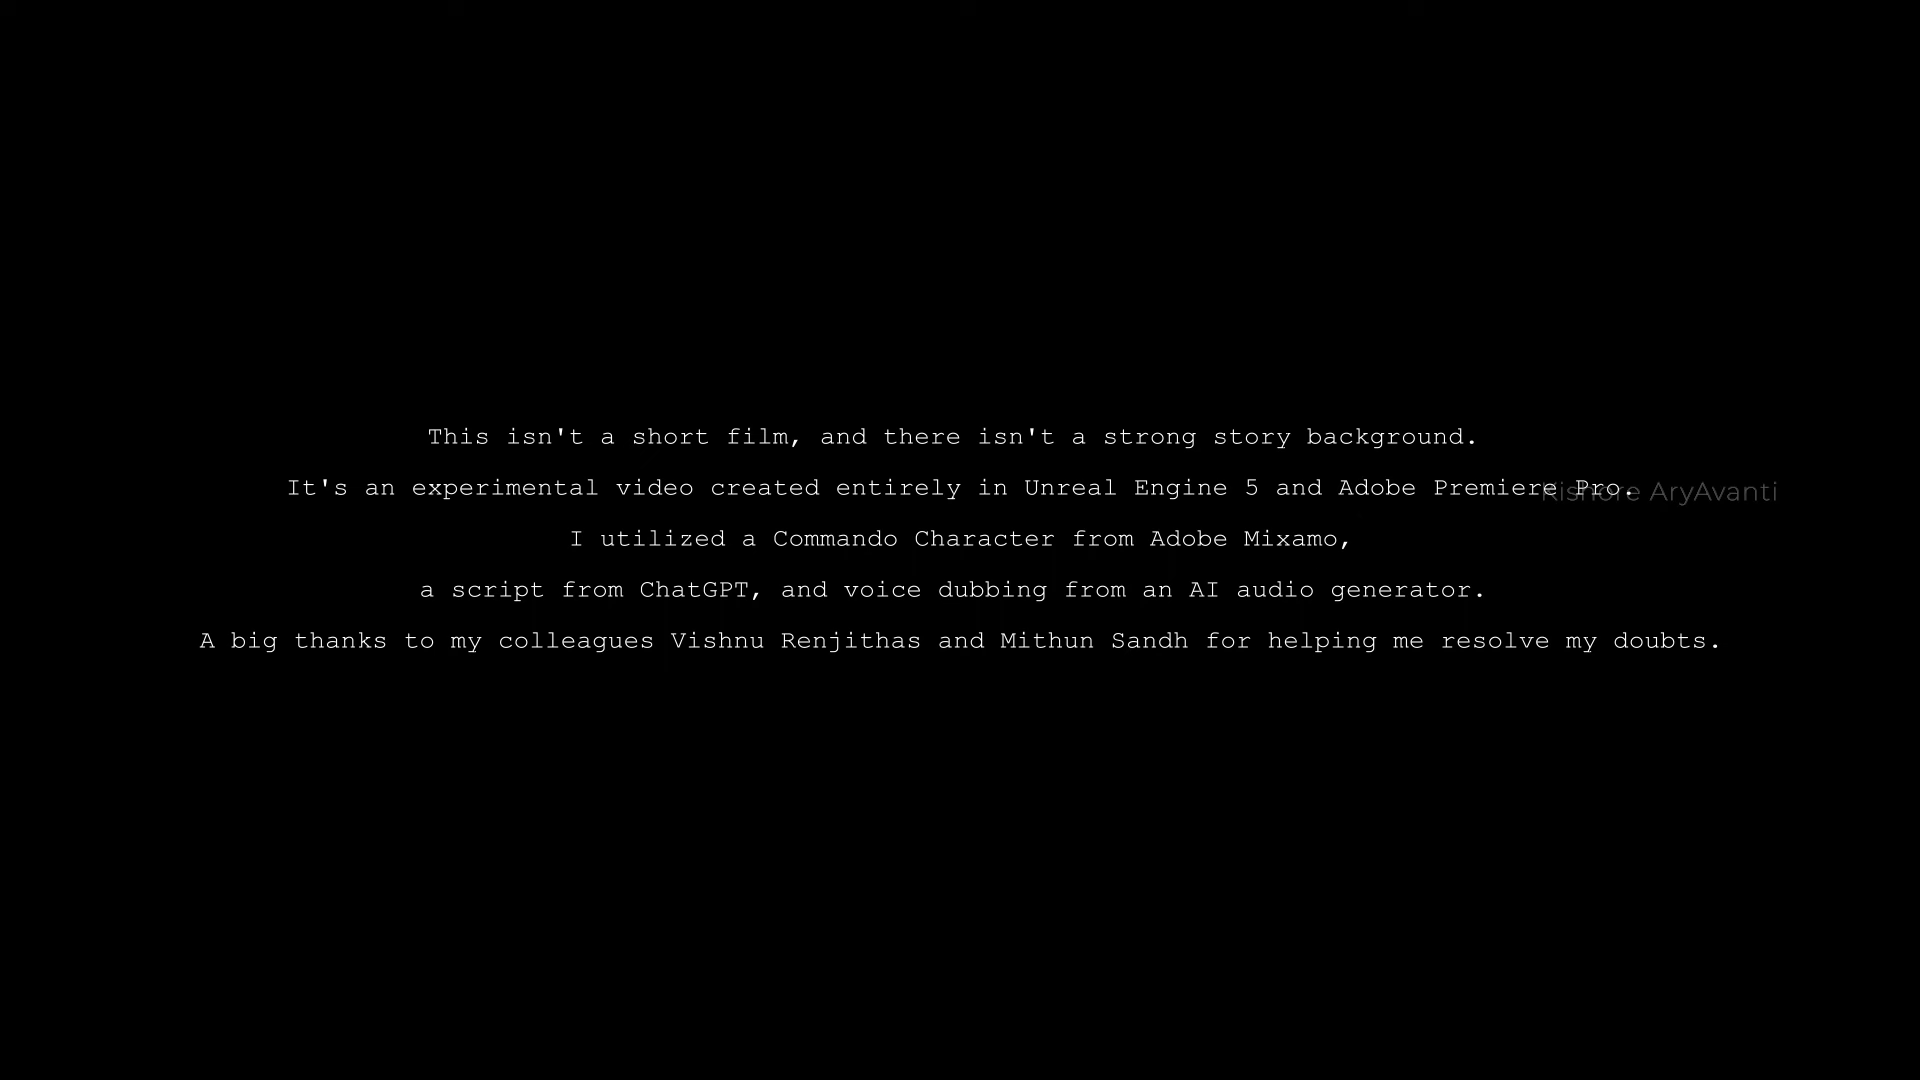 This isn't a short film, and there isn't a strong story background.
It's an experimental video created entirely in Unreal Engine 5 and Adobe Premiere Pro.
Kishore AryAvanti
I utilized a Commando Character from Adobe Mixamo,
a script from ChatGPT, and voice dubbing from an AI audio generator.
A big thanks to my colleagues Vishnu Renjithas and Mithun Sandh for helping me resolve my doubts.